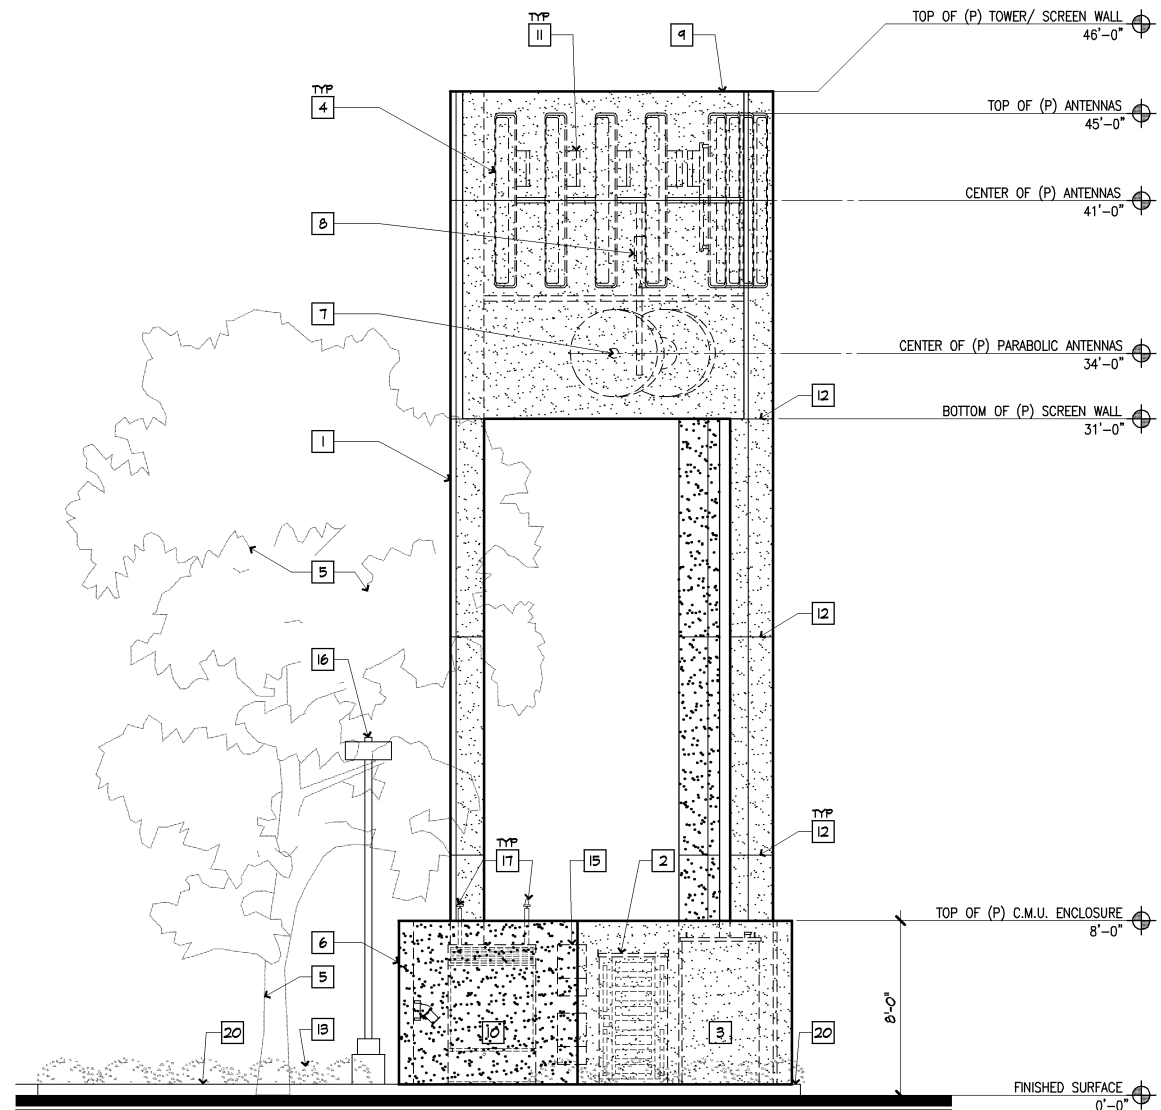 TOP OF (P) TOWER/ SCREEN WALL
46'-0"
TYP
11
9
TYP
4
TOP OF (P) ANTENNAS
45'-0"
CENTER OF (P) ANTENNAS
41'-0"
8
7
CENTER OF (P) PARABOLIC ANTENNAS
34'-0"
12
BOTTOM OF (P) SCREEN WALL
31'-0"
1
5
12
16
TYP
12
TYP
17
15
2
TOP OF (P) C.M.U. ENCLOSURE
8'-0"
6
5
8'-0"
20
13
10
3
20
FINISHED SURFACE
0'-0"